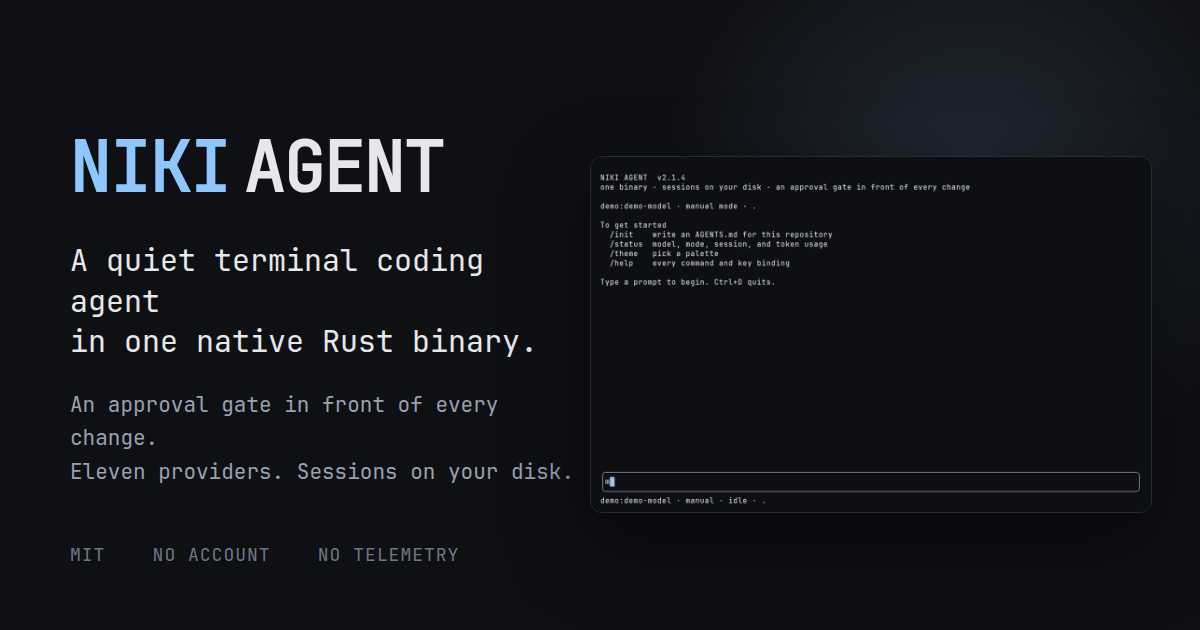 NIKI AGENT
A quiet terminal coding
agent
in one native Rust binary.
An approval gate in front of every
change.
Eleven providers. Sessions on your disk.
MIT NO ACCOUNT NO TELEMETRY
NIKI AGENT v2.1.4
one binary · sessions on your disk · an approval gate in front of every change
demo:demo-model · manual mode · .
To get started
/init write an AGENTS.md for this repository
/status model, mode, session, and token usage
/theme pick a palette
/help every command and key binding
Type a prompt to begin. Ctrl+D quits.
demo:demo-model · manual · idle · .